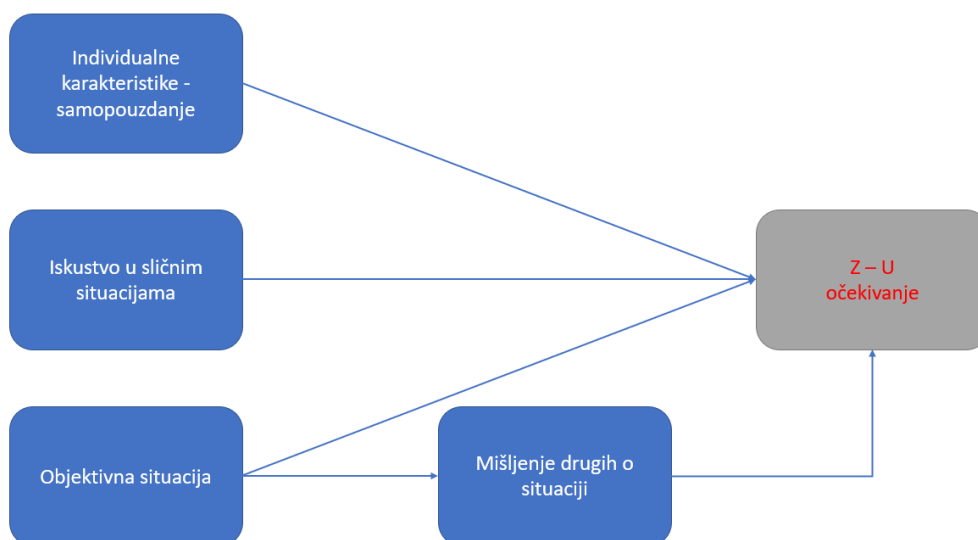 Individualne
karakteristike -
samopouzdanje
Iskustvo u sličnim
situacijama
Z – U
očekivanje
Objektivna situacija
Mišljenje drugih o
situaciji